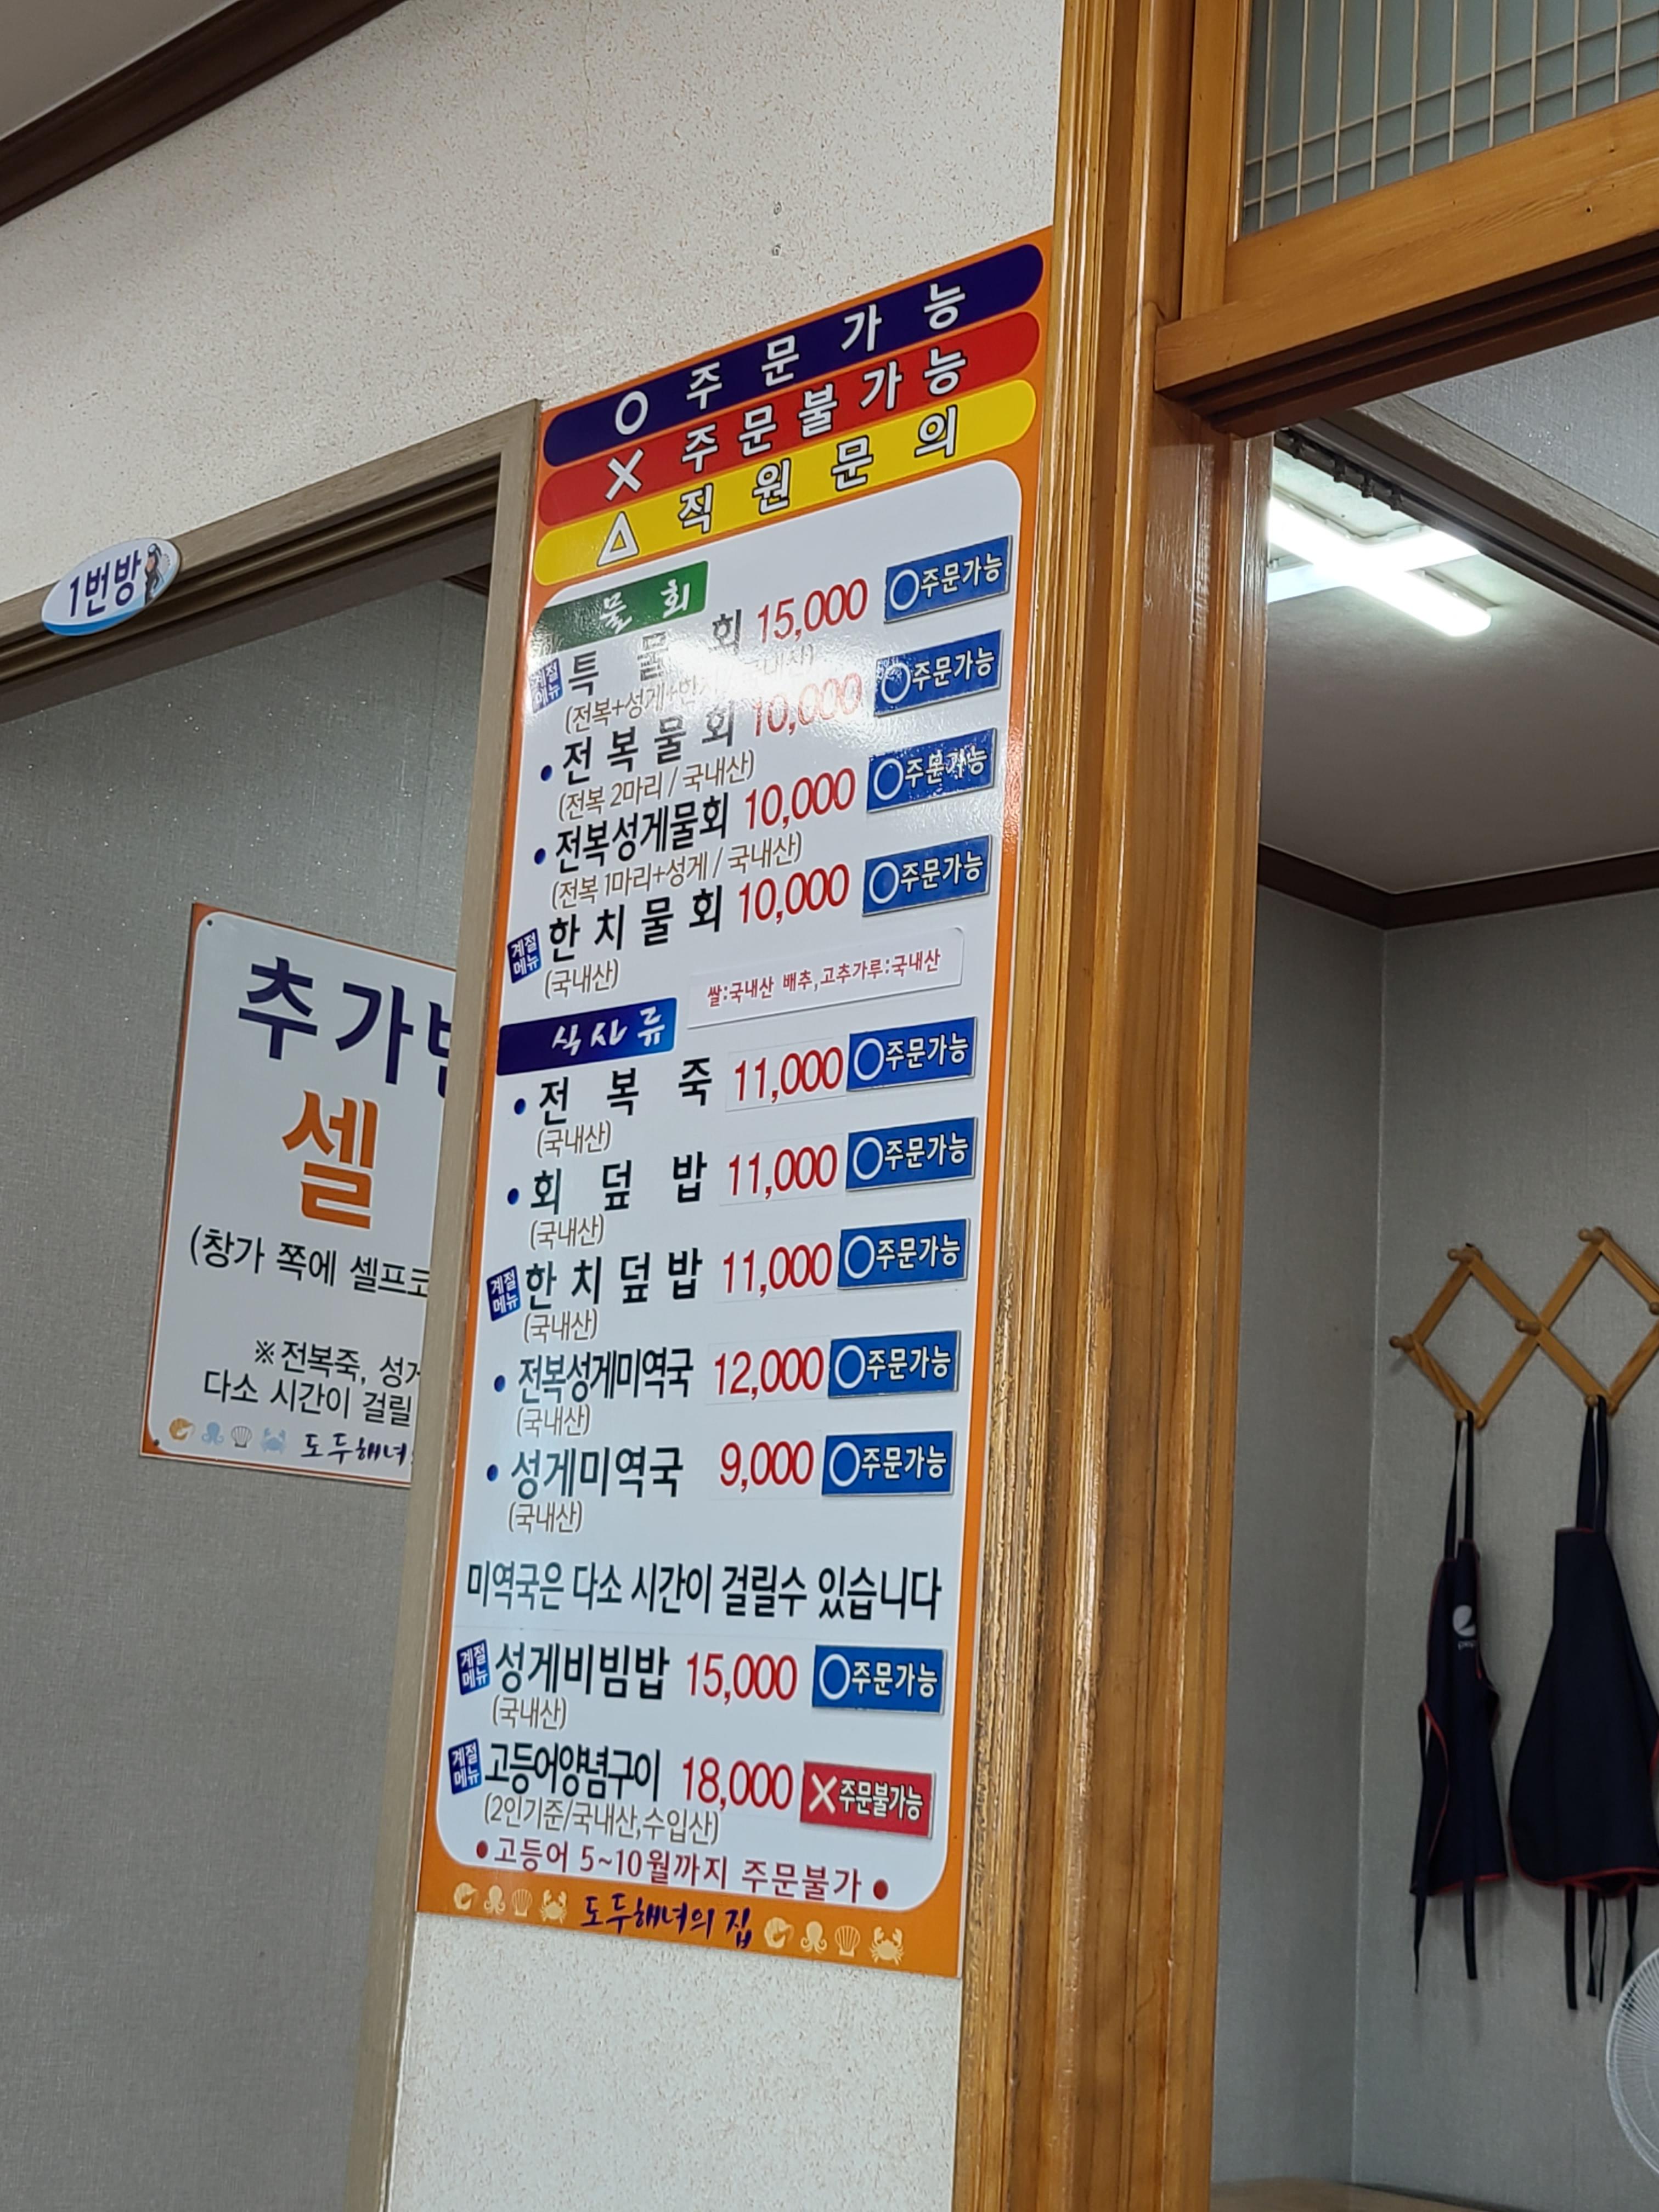 1번방
○ 주문가능
X 주문불가능
△ 직원문의
물회
계절메뉴 특물회 15,000 ○주문가능
(전복+성게+한치 국내산)
• 전복물회 10,000 ○주문가능
(전복 2마리 / 국내산)
• 전복성게물회 10,000 ○주문가능
(전복 1마리+성게 / 국내산)
계절메뉴 한치물회 10,000 ○주문가능
(국내산)
쌀:국내산 배추,고추가루:국내산
식사류
• 전복죽 11,000 ○주문가능
(국내산)
• 회덮밥 11,000 ○주문가능
(국내산)
계절메뉴 한치덮밥 11,000 ○주문가능
(국내산)
• 전복성게미역국 12,000 ○주문가능
(국내산)
• 성게미역국 9,000 ○주문가능
(국내산)
미역국은 다소 시간이 걸릴수 있습니다
계절메뉴 성게비빔밥 15,000 ○주문가능
(국내산)
계절메뉴 고등어양념구이 18,000 X주문불가능
(2인기준/국내산,수입산)
• 고등어 5~10월까지 주문불가 •
도두해녀의 집
추가
셀
(창가 쪽에 셀프코
※전복죽, 성게
다소 시간이 걸릴
도두해녀